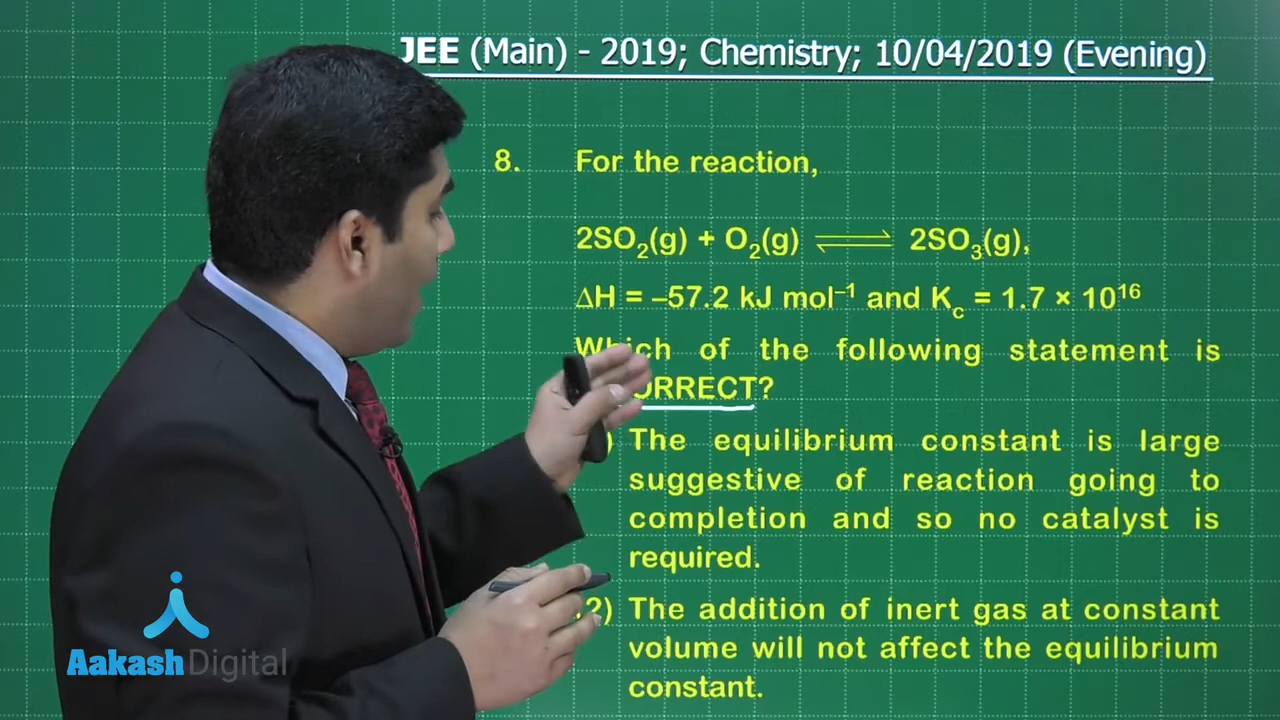 JEE (Main) - 2019; Chemistry; 10/04/2019 (Evening)
8. For the reaction,
2SO₂(g) + O₂(g) ⇌ 2SO₃(g),
ΔH = –57.2 kJ mol⁻¹ and K꜀ = 1.7 × 10¹⁶
Which of the following statement is
ORRECT?
) The equilibrium constant is large
suggestive of reaction going to
completion and so no catalyst is
required.
2) The addition of inert gas at constant
volume will not affect the equilibrium
constant.
Aakash Digital